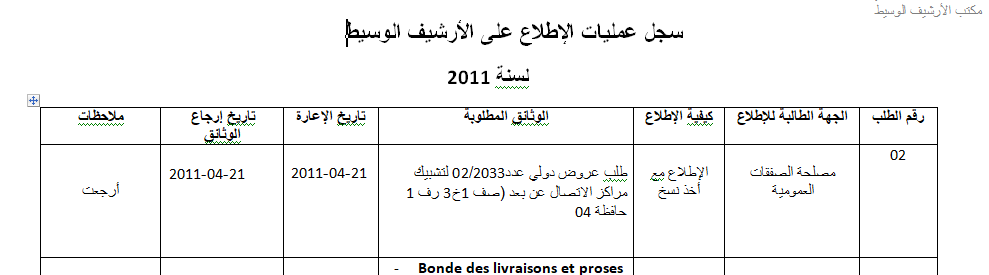 مكتب الأرشيف الوسيط
سجل عمليات الإطلاع على الأرشيف الوسيط
لسنة 2011
رقم الطلب
الجهة الطالبة للإطلاع
كيفية الإطلاع
الوثائق المطلوبة
تاريخ الإعارة
تاريخ إرجاع
الوثائق
ملاحظات
02
مصلحة الصفقات
العمومية
الإطلاع مع
أخذ نسخ
طلب عروض دولي عدد02/2033 لتشبيك
مراكز الاتصال عن بعد (صف 1خ3 رف 1
حافظة 04
2011-04-21
2011-04-21
أرجعت
- Bonde des livraisons et proses